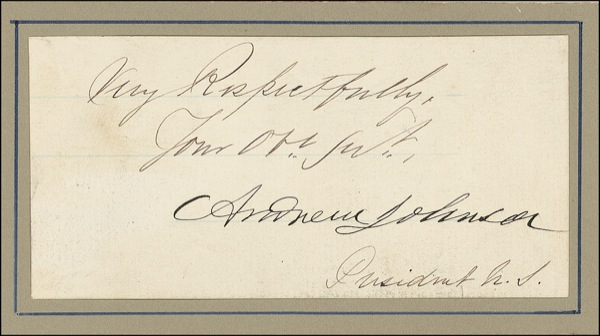 Very Respectfully,
Your Obt. Svt.,
Andrew Johnson
President U.S.